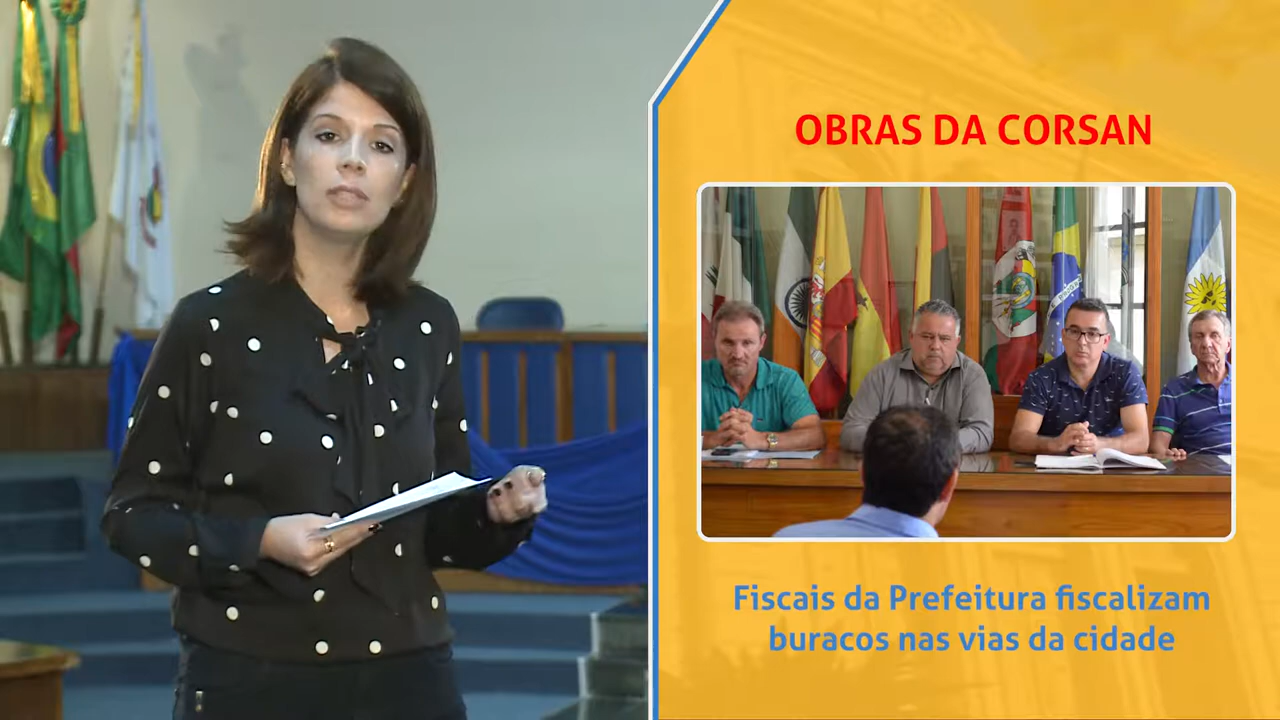 OBRAS DA CORSAN
Fiscais da Prefeitura fiscalizam
buracos nas vias da cidade